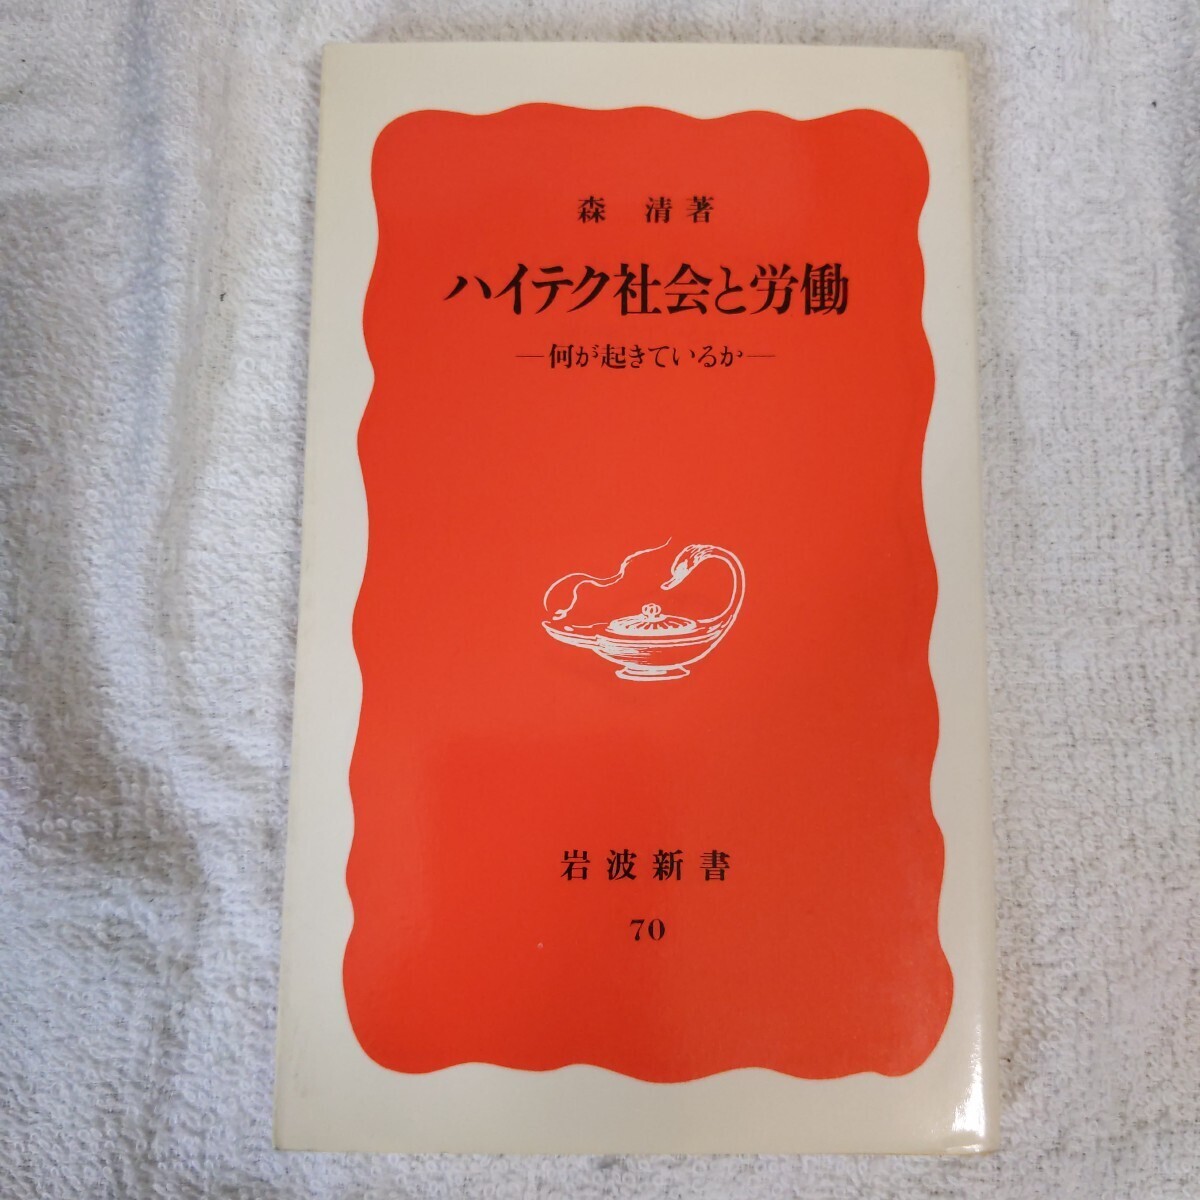 森 清著
ハイテク社会と労働
―何が起きているか―
岩波新書
70